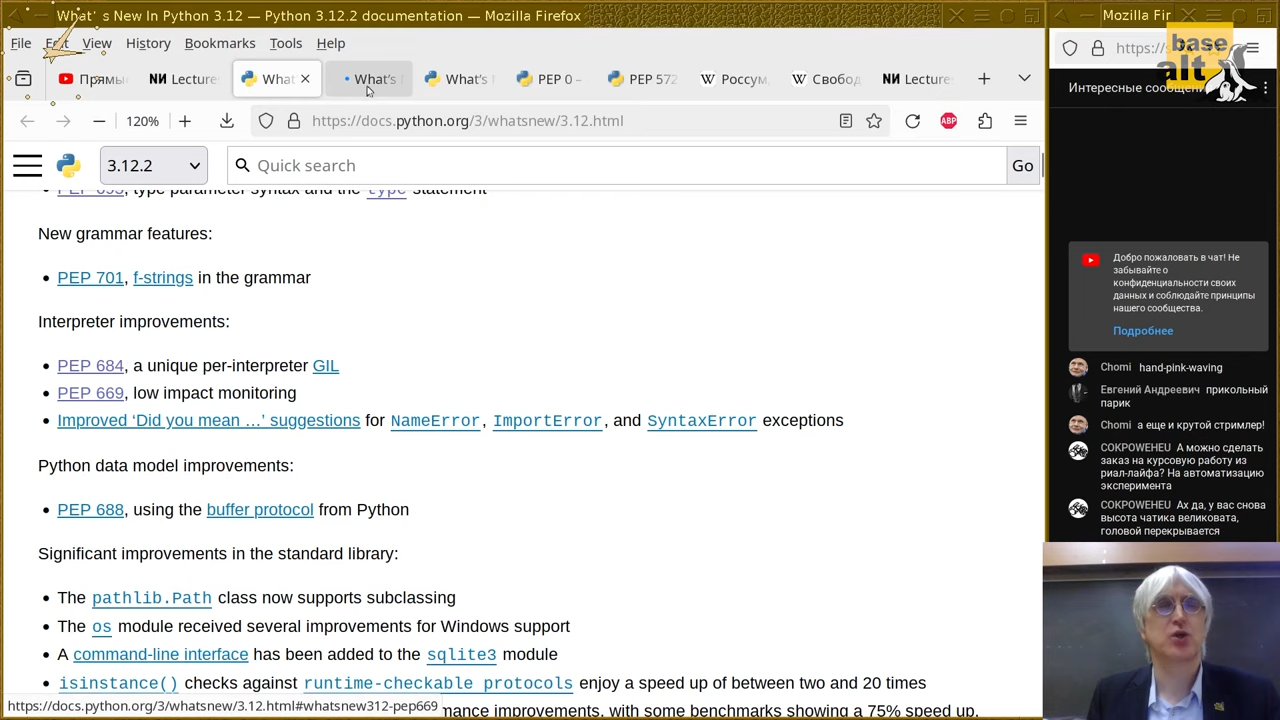 What's New In Python 3.12 — Python 3.12.2 documentation — Mozilla Firefox
Mozilla Fir
File Edit View History Bookmarks Tools Help
Прямы
Lecture
What
What's
What's
PEP 0 –
PEP 572
Россум,
Свобод
Lecture
120%
https://docs.python.org/3/whatsnew/3.12.html
ABP
https://s
base
alt
Интересные сообщени
3.12.2
Quick search
Go
PEP 695, type parameter syntax and the type statement
New grammar features:
• PEP 701, f-strings in the grammar
Interpreter improvements:
• PEP 684, a unique per-interpreter GIL
• PEP 669, low impact monitoring
• Improved ‘Did you mean …’ suggestions for NameError, ImportError, and SyntaxError exceptions
Python data model improvements:
• PEP 688, using the buffer protocol from Python
Significant improvements in the standard library:
• The pathlib.Path class now supports subclassing
• The os module received several improvements for Windows support
• A command-line interface has been added to the sqlite3 module
• isinstance() checks against runtime-checkable protocols enjoy a speed up of between two and 20 times
mance improvements, with some benchmarks showing a 75% speed up.
https://docs.python.org/3/whatsnew/3.12.html#whatsnew312-pep669
Добро пожаловать в чат! Не
забывайте о
конфиденциальности своих
данных и соблюдайте принципы
нашего сообщества.
Подробнее
Chomi hand-pink-waving
Евгений Андреевич прикольный
парик
Chomi а еще и крутой стример!
COKPOWEHEU А можно сделать
заказ на курсовую работу из
риал-лайфа? На автоматизацию
эксперимента
COKPOWEHEU Ах да, у вас снова
высота чатика великовата,
головой перекрывается